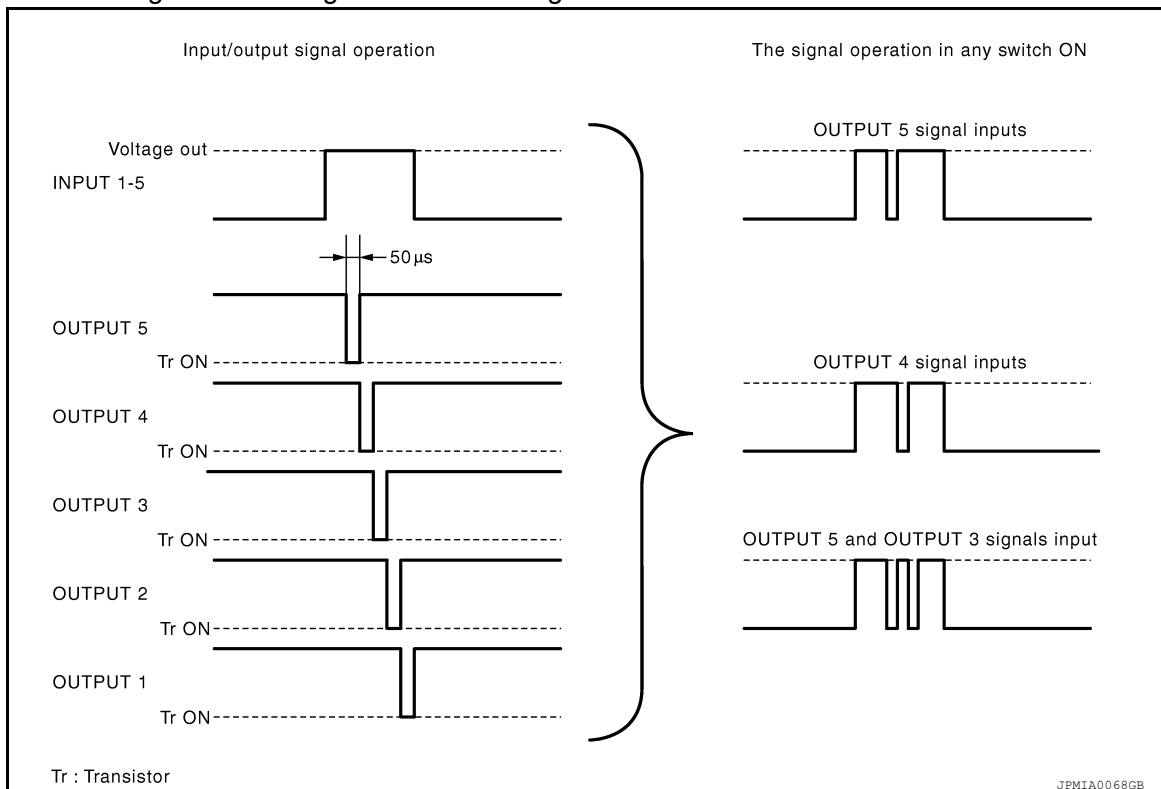 Input/output signal operation
The signal operation in any switch ON
Voltage out
INPUT 1-5
50 μs
OUTPUT 5
Tr ON
OUTPUT 4
Tr ON
OUTPUT 3
Tr ON
OUTPUT 2
Tr ON
OUTPUT 1
Tr ON
OUTPUT 5 signal inputs
OUTPUT 4 signal inputs
OUTPUT 5 and OUTPUT 3 signals input
Tr : Transistor
JPMIA0068GB